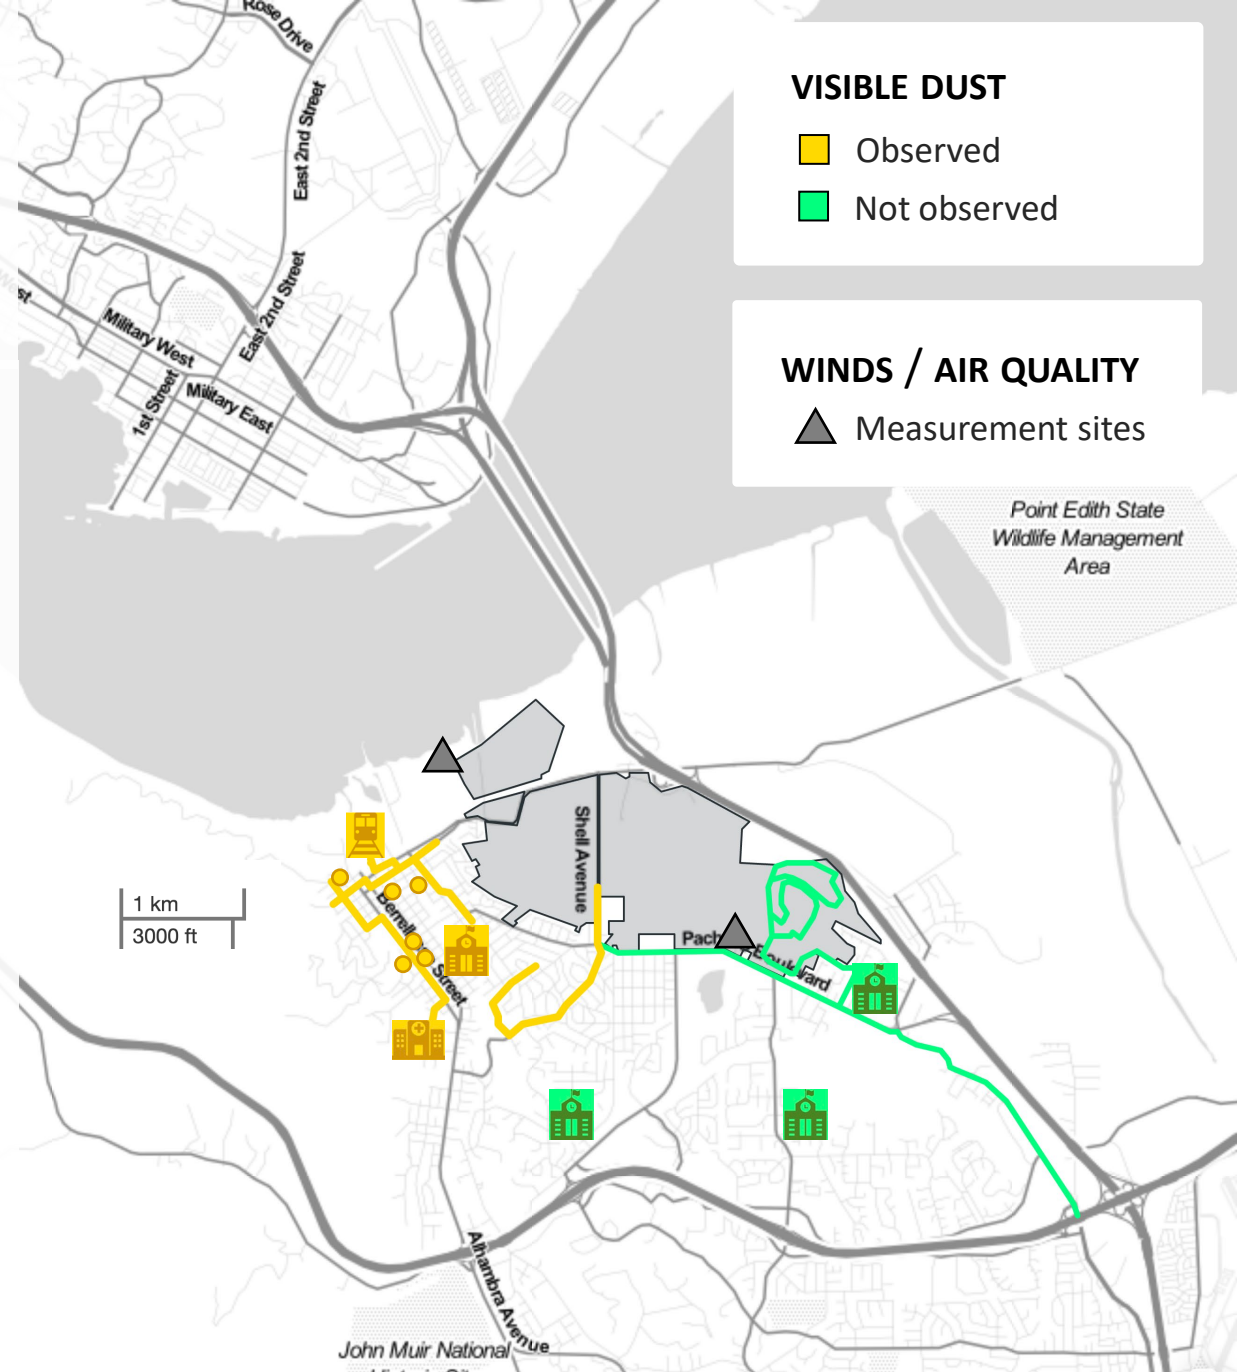 Rose Drive
East 2nd Street
VISIBLE DUST
Observed
Not observed
East 2nd Street
Military West
Military East
1st Street
WINDS / AIR QUALITY
Measurement sites
Point Edith State
Wildlife Management
Area
Shell Avenue
1 km
3000 ft
Street
Alhambra Avenue
John Muir National